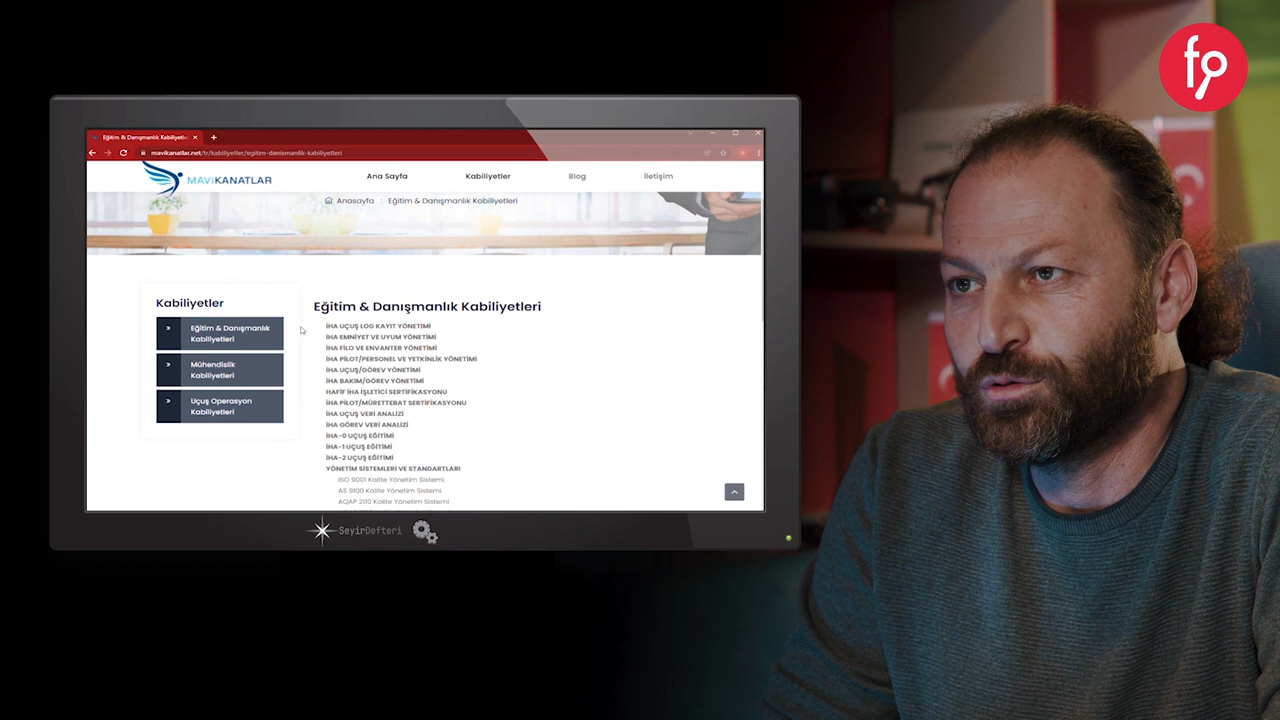 fp
Eğitim & Danışmanlık Kabiliyetle
mavikanatlar.net/tr/kabiliyetler/egitim-danismanlik-kabiliyetleri
MAVİKANATLAR
Ana Sayfa
Kabiliyetler
Blog
İletişim
Anasayfa : Eğitim & Danışmanlık Kabiliyetleri
Kabiliyetler
» Eğitim & Danışmanlık
Kabiliyetleri
» Mühendislik
Kabiliyetleri
» Uçuş Operasyon
Kabiliyetleri
Eğitim & Danışmanlık Kabiliyetleri
İHA UÇUŞ LOG KAYIT YÖNETİMİ
İHA EMNİYET VE UYUM YÖNETİMİ
İHA FİLO VE ENVANTER YÖNETİMİ
İHA PİLOT/PERSONEL VE YETKİNLİK YÖNETİMİ
İHA UÇUŞ/GÖREV YÖNETİMİ
İHA BAKIM/GÖREV YÖNETİMİ
HAFİF İHA İŞLETİCİ SERTİFİKASYONU
İHA PİLOT/MÜRETTEBAT SERTİFİKASYONU
İHA UÇUŞ VERİ ANALİZİ
İHA GÖREV VERİ ANALİZİ
İHA-0 UÇUŞ EĞİTİMİ
İHA-1 UÇUŞ EĞİTİMİ
İHA-2 UÇUŞ EĞİTİMİ
YÖNETİM SİSTEMLERİ VE STANDARTLARI
ISO 9001 Kalite Yönetim Sistemi
AS 9100 Kalite Yönetim Sistemi
AQAP 2110 Kalite Yönetim Sistemi
SeyirDefteri